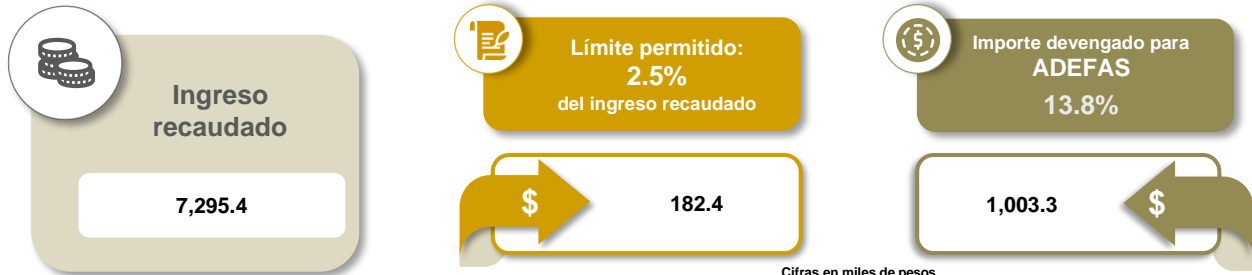 Ingreso
recaudado
7,295.4
Límite permitido:
2.5%
del ingreso recaudado
$
182.4
Importe devengado para
ADEFAS
13.8%
1,003.3
$
Cifras en miles de pesos